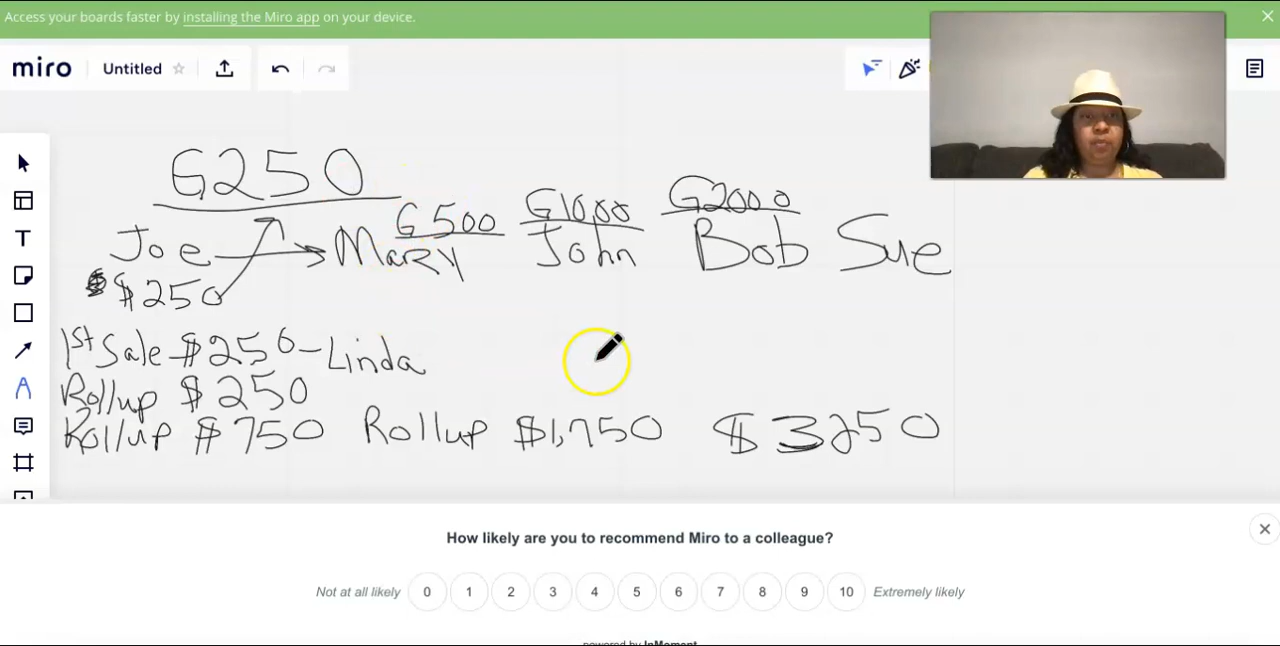 Access your boards faster by installing the Miro app on your device.
miro Untitled
G250
G500 G1000 G2000
Joe Mary John Bob Sue
$250
1st Sale $250-Linda
Rollup $250
Rollup $750 Rollup $1,750 $3250
How likely are you to recommend Miro to a colleague?
Not at all likely 0 1 2 3 4 5 6 7 8 9 10 Extremely likely
powered by InMoment